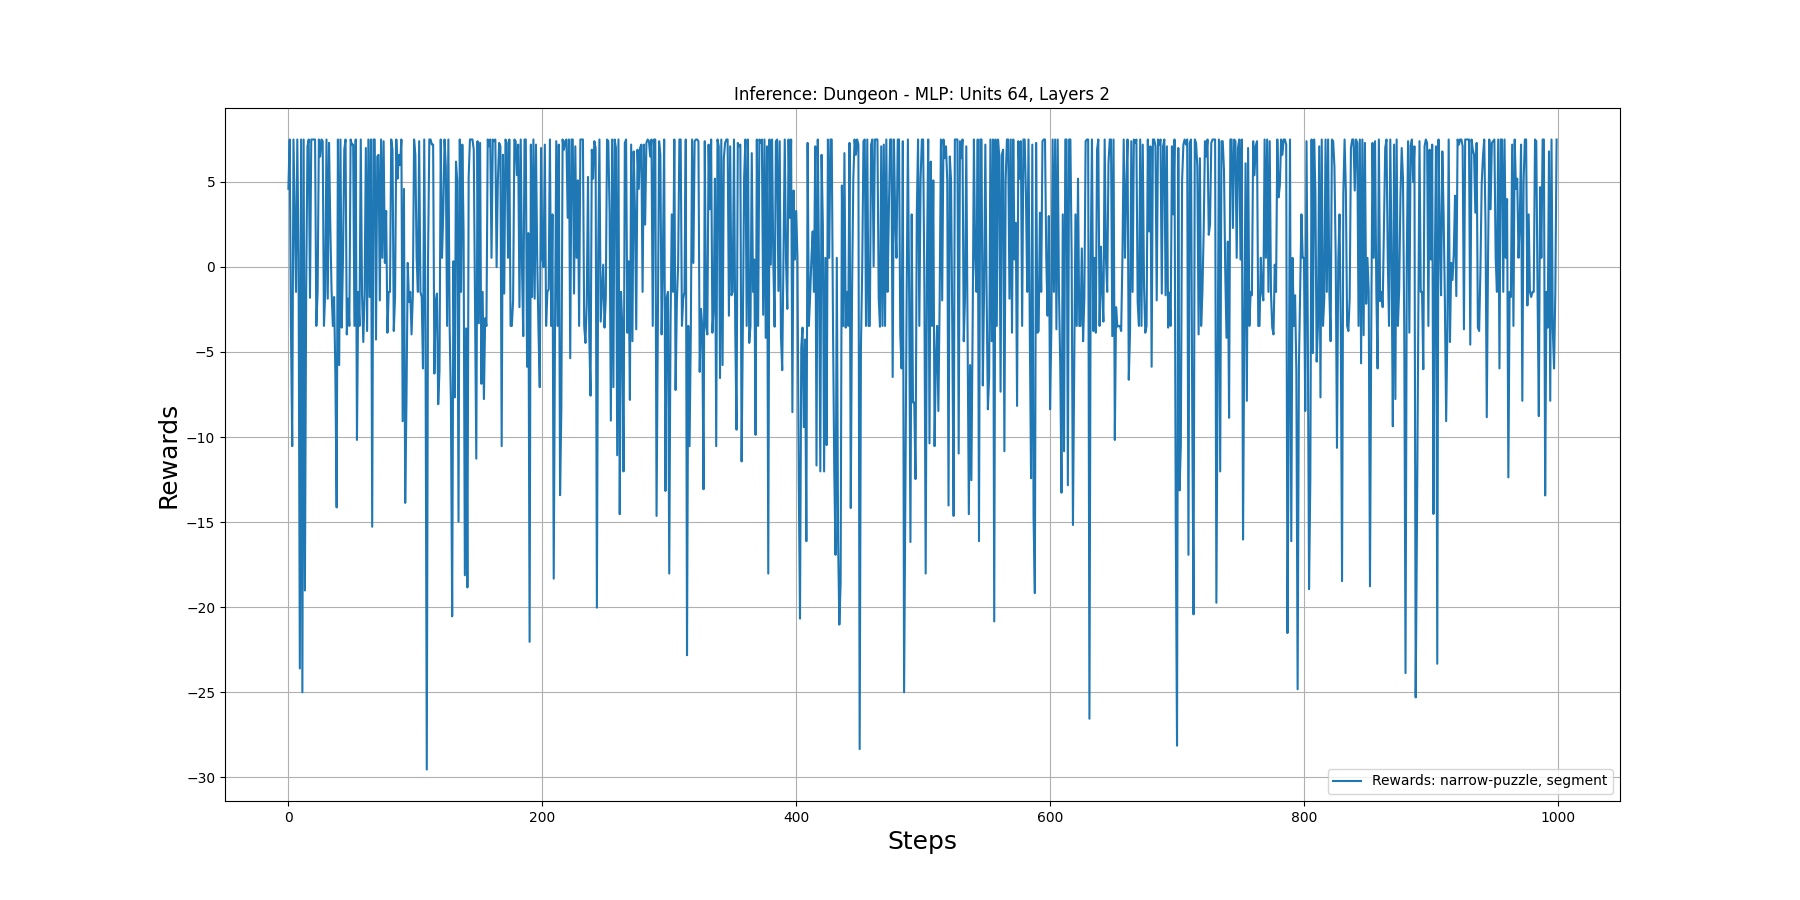 Inference: Dungeon - MLP: Units 64, Layers 2
Rewards
5
0
−5
−10
−15
−20
−25
−30
Rewards: narrow-puzzle, segment
0 200 400 600 800 1000
Steps